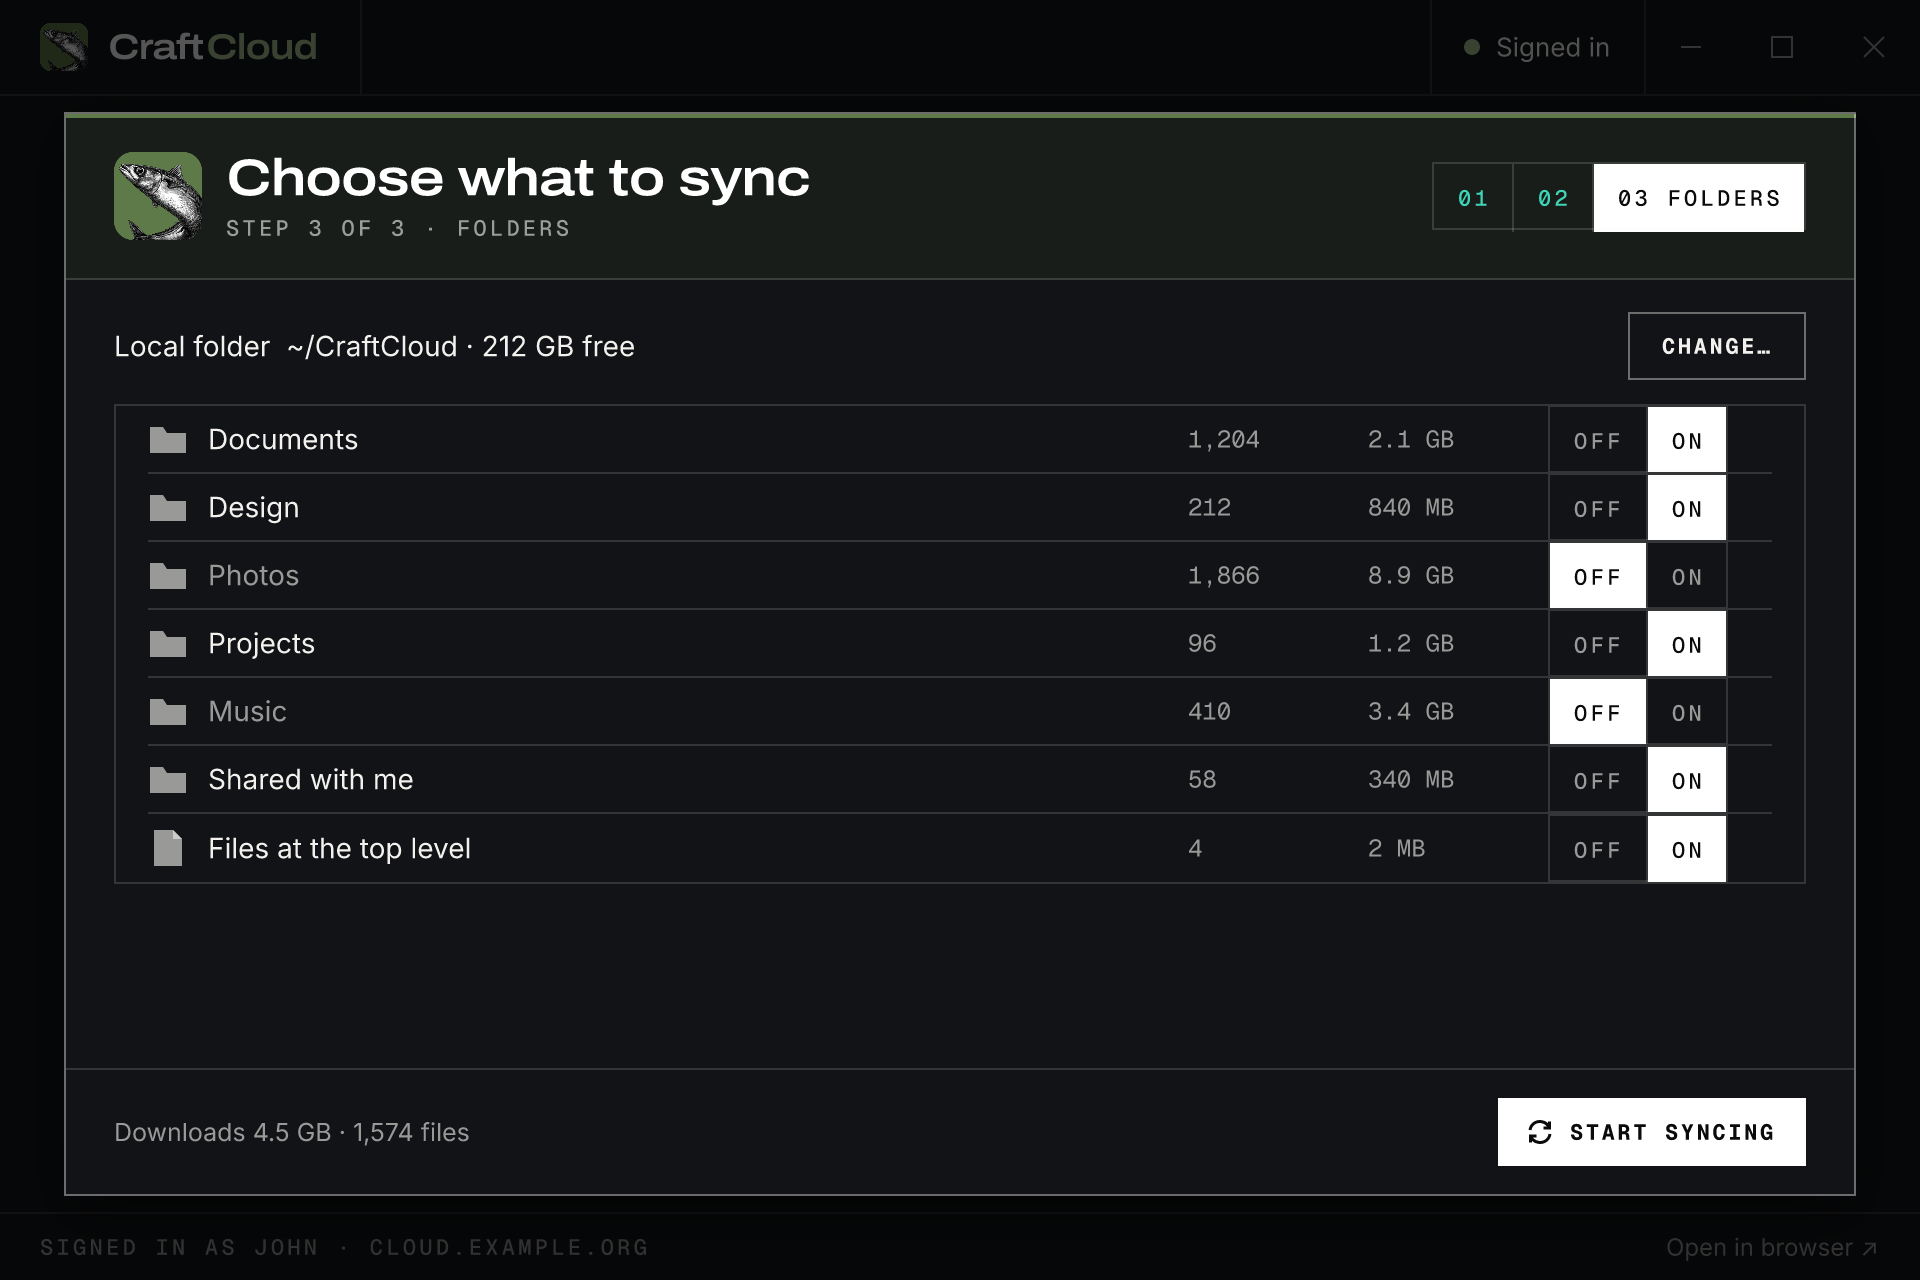 CraftCloud
Signed in
Choose what to sync
STEP 3 OF 3 · FOLDERS
01 02 03 FOLDERS
Local folder ~/CraftCloud · 212 GB free
CHANGE…
Documents 1,204 2.1 GB OFF ON
Design 212 840 MB OFF ON
Photos 1,866 8.9 GB OFF ON
Projects 96 1.2 GB OFF ON
Music 410 3.4 GB OFF ON
Shared with me 58 340 MB OFF ON
Files at the top level 4 2 MB OFF ON
Downloads 4.5 GB · 1,574 files
START SYNCING
SIGNED IN AS JOHN · CLOUD.EXAMPLE.ORG
Open in browser ↗